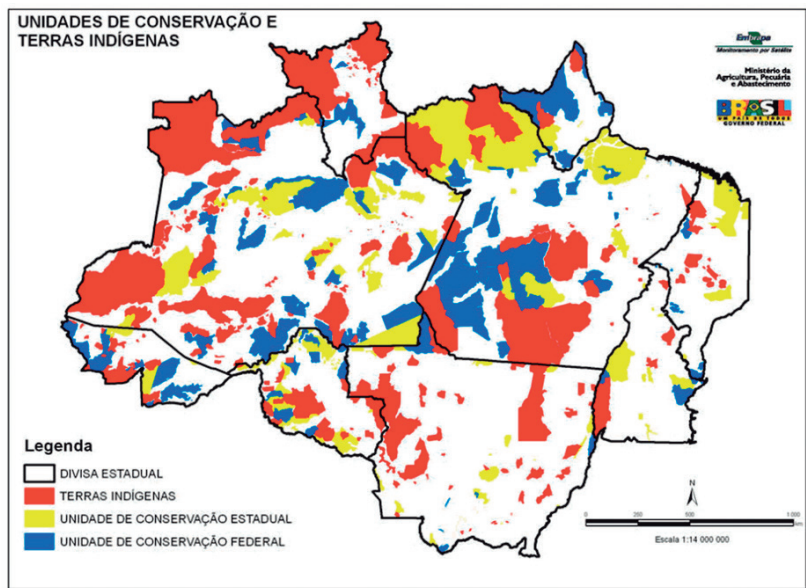 UNIDADES DE CONSERVAÇÃO E
TERRAS INDÍGENAS
Embrapa
Monitoramento por Satélite
Ministério da
Agricultura, Pecuária
e Abastecimento
BRASIL
UM PAÍS DE TODOS
GOVERNO FEDERAL
Legenda
DIVISA ESTADUAL
TERRAS INDÍGENAS
UNIDADE DE CONSERVAÇÃO ESTADUAL
UNIDADE DE CONSERVAÇÃO FEDERAL
N
0 250 500 1 000
km
Escala 1:14 000 000